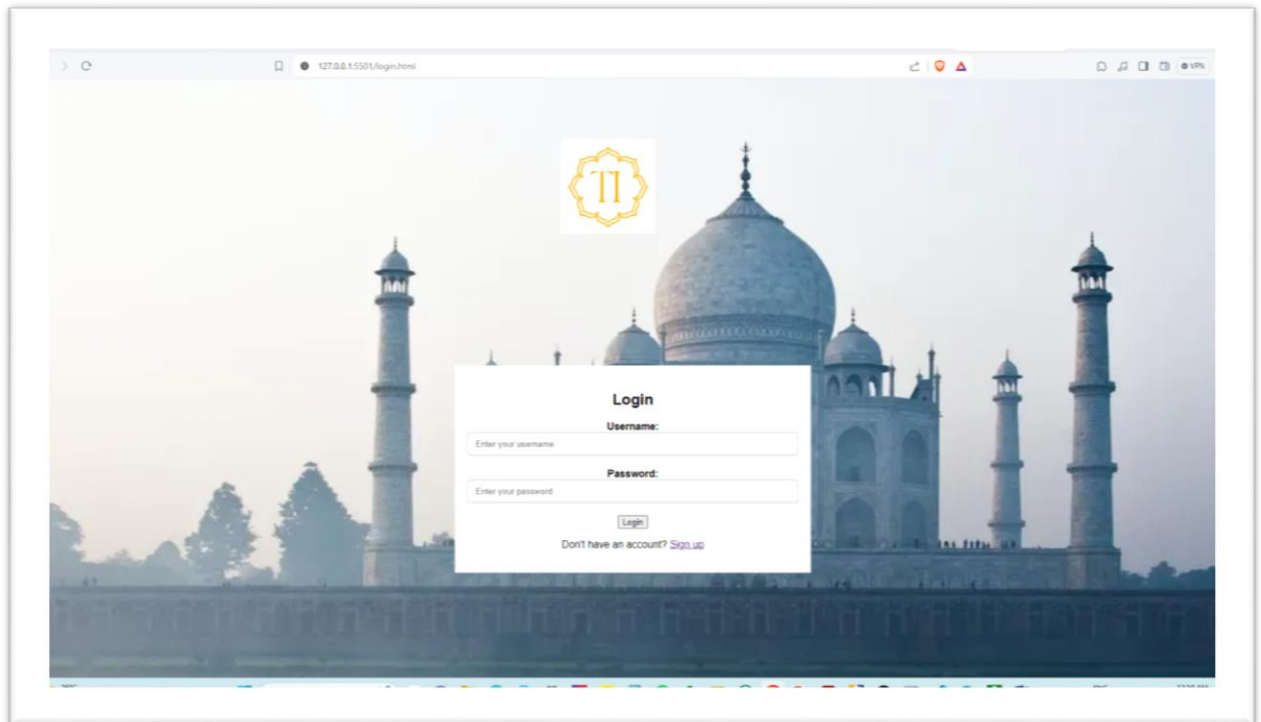 127.0.0.1:5501/login.html
VPN
TI
Login
Username:
Enter your username
Password:
Enter your password
Login
Don't have an account? Sign up